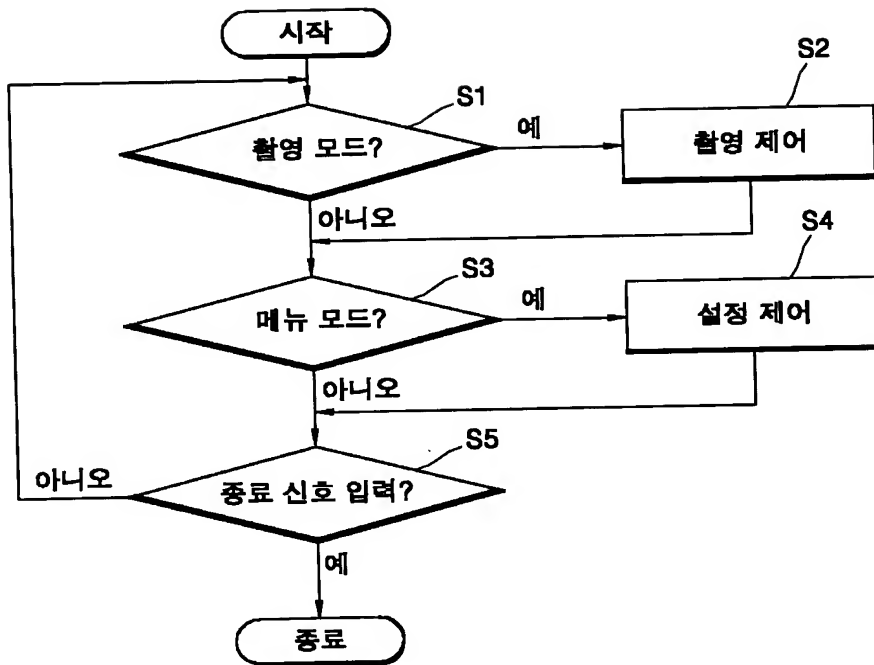 시작
S1
S2
촬영 모드?
예
촬영 제어
아니오
S3
S4
메뉴 모드?
예
설정 제어
아니오
S5
아니오
종료 신호 입력?
예
종료